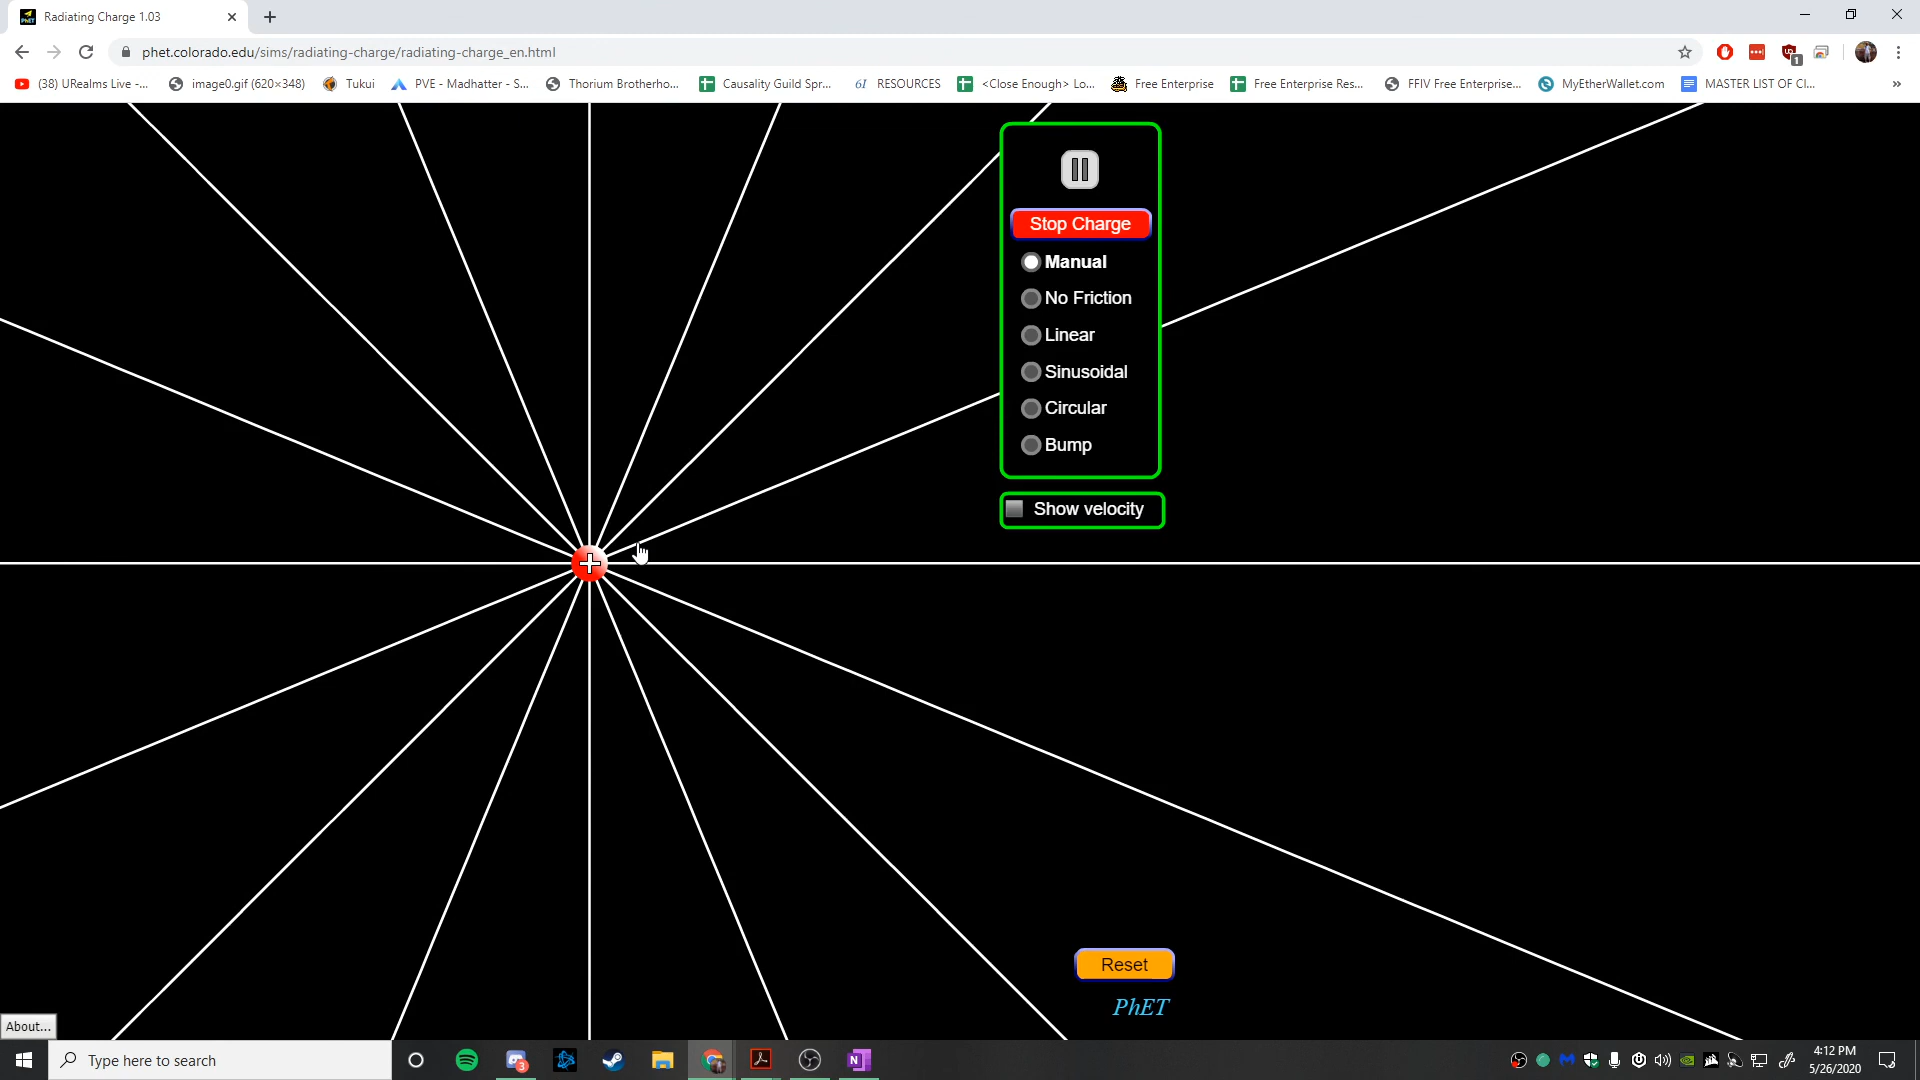 Radiating Charge 1.03
phet.colorado.edu/sims/radiating-charge/radiating-charge_en.html
(38) URealms Live -... image0.gif (620×348) Tukui PVE - Madhatter - S... Thorium Brotherho... Causality Guild Spr... 6I RESOURCES <Close Enough> Lo... Free Enterprise Free Enterprise Res... FFIV Free Enterprise... MyEtherWallet.com MASTER LIST OF Cl... »
Stop Charge
Manual
No Friction
Linear
Sinusoidal
Circular
Bump
Show velocity
+
Reset
PhET
About...
Type here to search
4:12 PM
5/26/2020